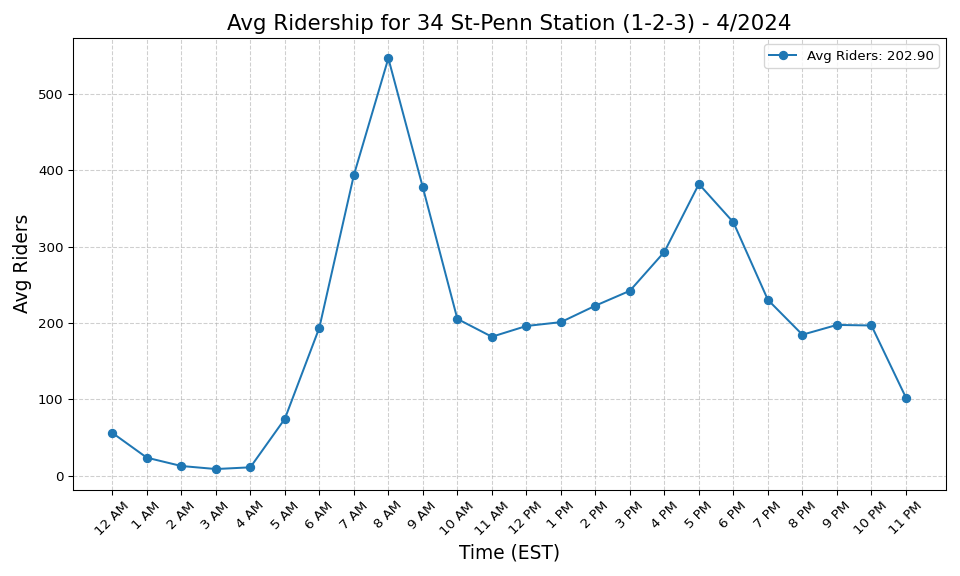 Avg Ridership for 34 St-Penn Station (1-2-3) - 4/2024
Avg Riders: 202.90
Avg Riders
500
400
300
200
100
0
12 AM 1 AM 2 AM 3 AM 4 AM 5 AM 6 AM 7 AM 8 AM 9 AM 10 AM 11 AM 12 PM 1 PM 2 PM 3 PM 4 PM 5 PM 6 PM 7 PM 8 PM 9 PM 10 PM 11 PM
Time (EST)